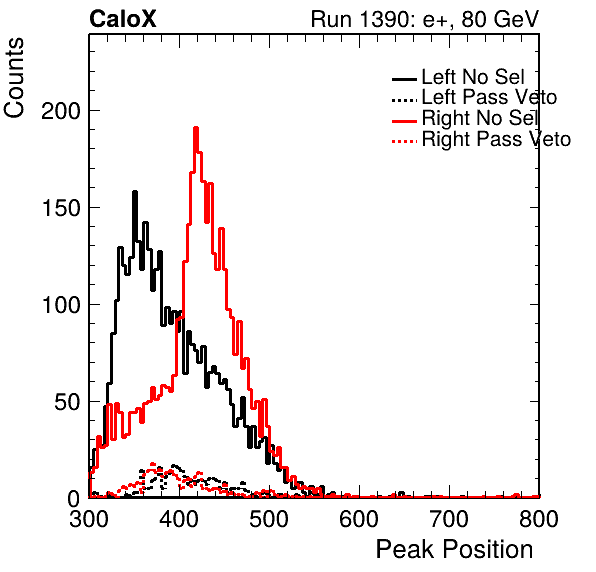 CaloX Run 1390: e+, 80 GeV
Counts
Left No Sel
Left Pass Veto
Right No Sel
Right Pass Veto
200
150
100
50
0
300 400 500 600 700 800
Peak Position